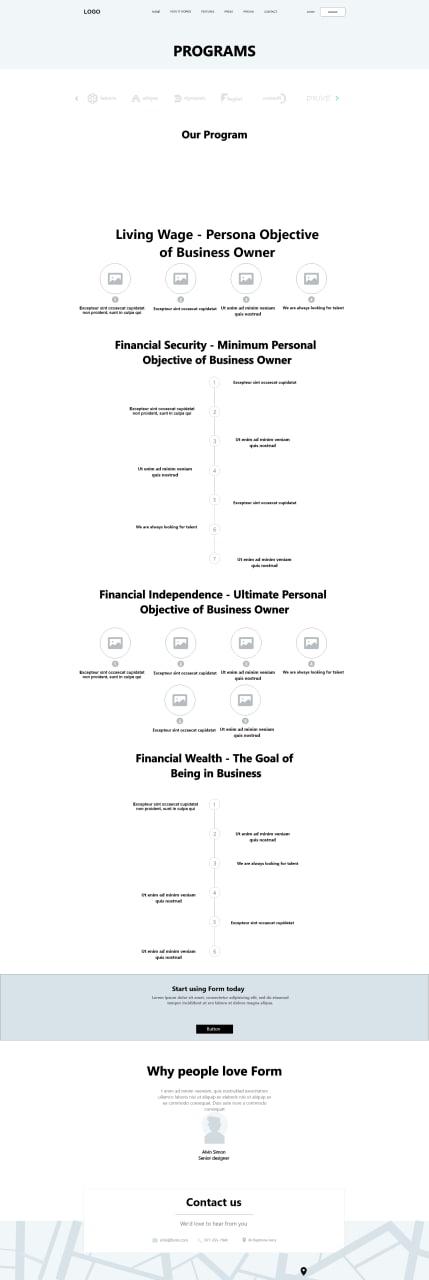 LOGO
HOME HOW IT WORKS FEATURES PRESS PRICING CONTACT
PROGRAMS
Our Program
Living Wage - Persona Objective
of Business Owner
1 2 3 4
Excepteur sint occaecat cupidatat
non proident, sunt in culpa qui
Excepteur sint occaecat cupidatat
Ut enim ad minim veniam
quis nostrud
We are always looking for talent
Financial Security - Minimum Personal
Objective of Business Owner
1 Excepteur sint occaecat cupidatat
Excepteur sint occaecat cupidatat
non proident, sunt in culpa qui
2
3 Ut enim ad minim veniam
quis nostrud
Ut enim ad minim veniam
quis nostrud
4
5 Excepteur sint occaecat cupidatat
We are always looking for talent 6
7 Ut enim ad minim veniam
quis nostrud
Financial Independence - Ultimate Personal
Objective of Business Owner
Excepteur sint occaecat cupidatat
non proident, sunt in culpa qui
Excepteur sint occaecat cupidatat
Ut enim ad minim veniam
quis nostrud
We are always looking for talent
Excepteur sint occaecat cupidatat
Ut enim ad minim veniam
quis nostrud
Financial Wealth - The Goal of
Being in Business
Excepteur sint occaecat cupidatat
non proident, sunt in culpa qui
1
2 Ut enim ad minim veniam
quis nostrud
3 We are always looking for talent
Ut enim ad minim veniam
quis nostrud
4
5 Excepteur sint occaecat cupidatat
Ut enim ad minim veniam
quis nostrud
6
Start using Form today
Lorem ipsum dolor sit amet, consectetur adipiscing elit, sed do eiusmod
tempor incididunt ut labore et dolore magna aliqua.
Button
Why people love Form
consequat
Alvin Simon
Senior designer
Contact us
We'd love to hear from you